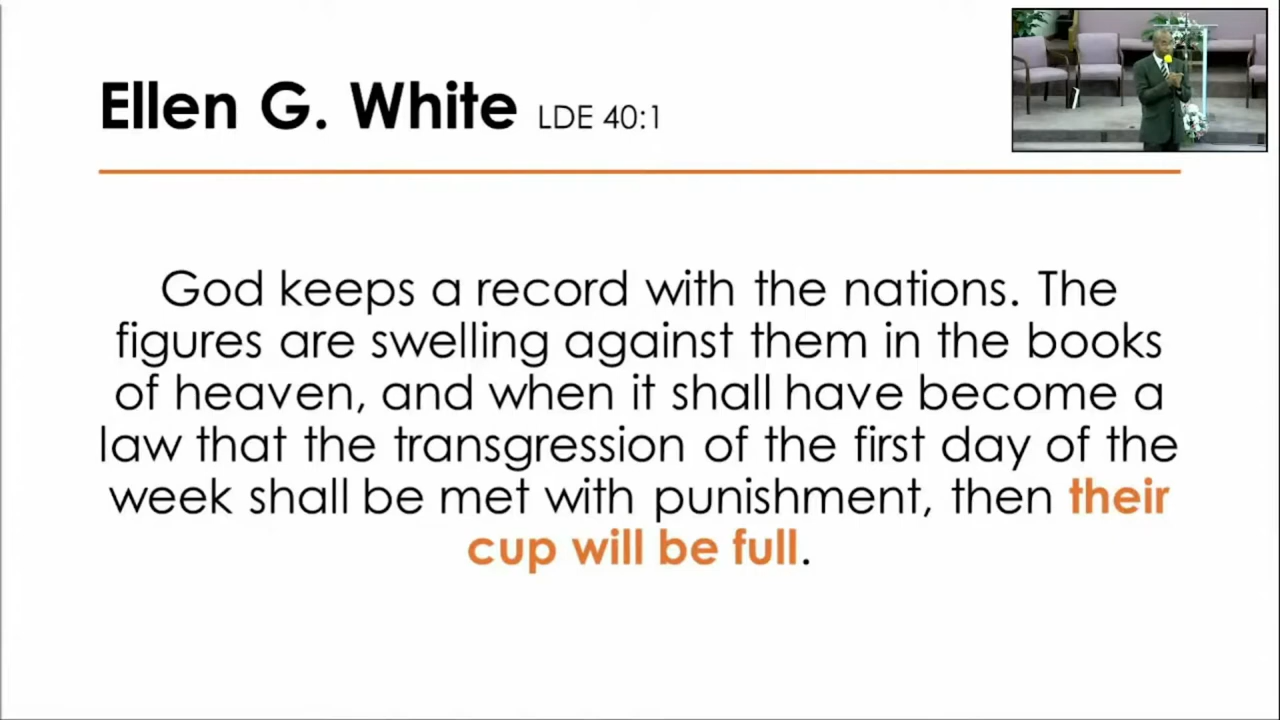 Ellen G. White LDE 40:1
God keeps a record with the nations. The
figures are swelling against them in the books
of heaven, and when it shall have become a
law that the transgression of the first day of the
week shall be met with punishment, then their
cup will be full.